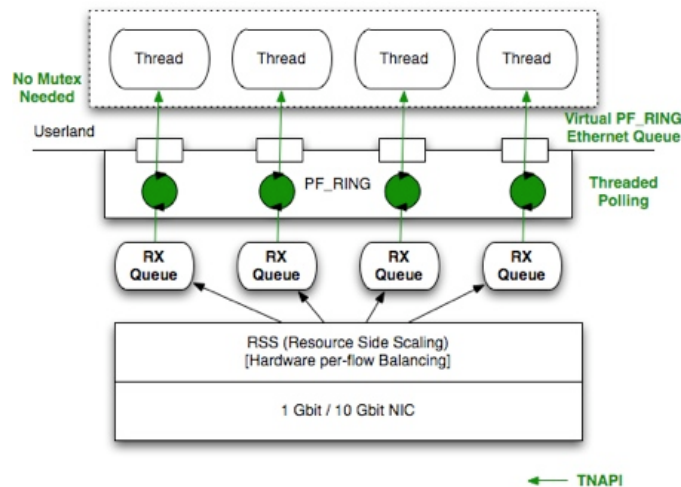 Thread Thread Thread Thread
No Mutex
Needed
Userland
Virtual PF_RING
Ethernet Queue
PF_RING
Threaded
Polling
RX
Queue
RX
Queue
RX
Queue
RX
Queue
RSS (Resource Side Scaling)
[Hardware per-flow Balancing]
1 Gbit / 10 Gbit NIC
TNAPI